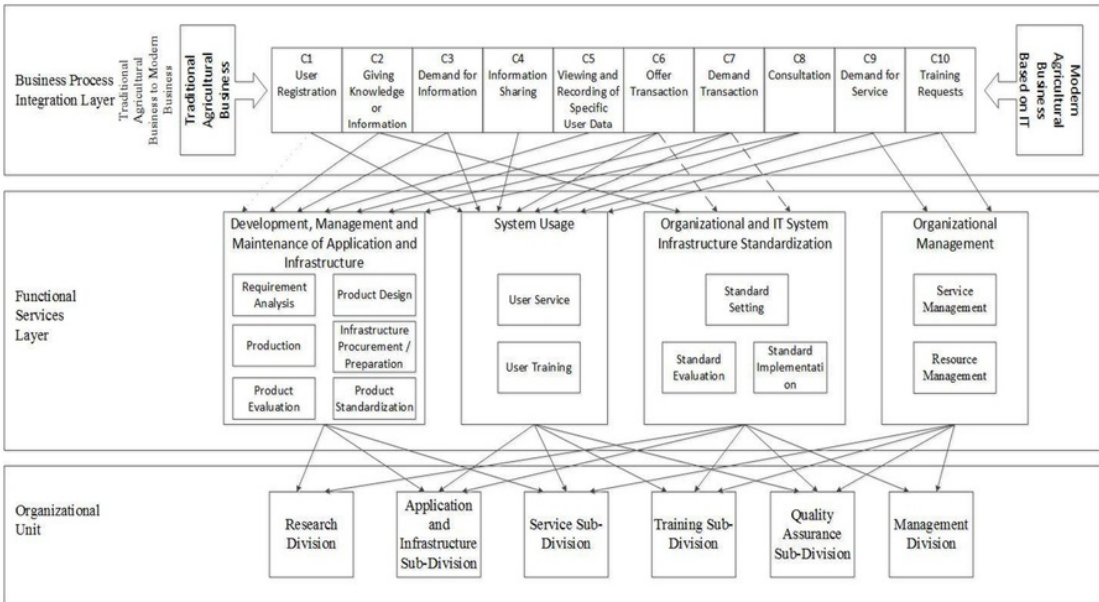 Business Process
Integration Layer
Traditional
Agricultural
Business to Modern
Business
Traditional
Agricultural
Business
C1
User
Registration
C2
Giving
Knowledge
or
Information
C3
Demand for
Information
C4
Information
Sharing
C5
Viewing and
Recording of
Specific
User Data
C6
Offer
Transaction
C7
Demand
Transaction
C8
Consultation
C9
Demand for
Service
C10
Training
Requests
Modern
Agricultural
Business
Based on IT
Functional
Services
Layer
Development, Management and
Maintenance of Application and
Infrastructure
Requirement
Analysis
Product Design
Production
Infrastructure
Procurement /
Preparation
Product
Evaluation
Product
Standardization
System Usage
User Service
User Training
Organizational and IT System
Infrastructure Standardization
Standard
Setting
Standard
Evaluation
Standard
Implementati
on
Organizational
Management
Service
Management
Resource
Management
Organizational
Unit
Research
Division
Application
and
Infrastructure
Sub-Division
Service Sub-
Division
Training Sub-
Division
Quality
Assurance
Sub-Division
Management
Division